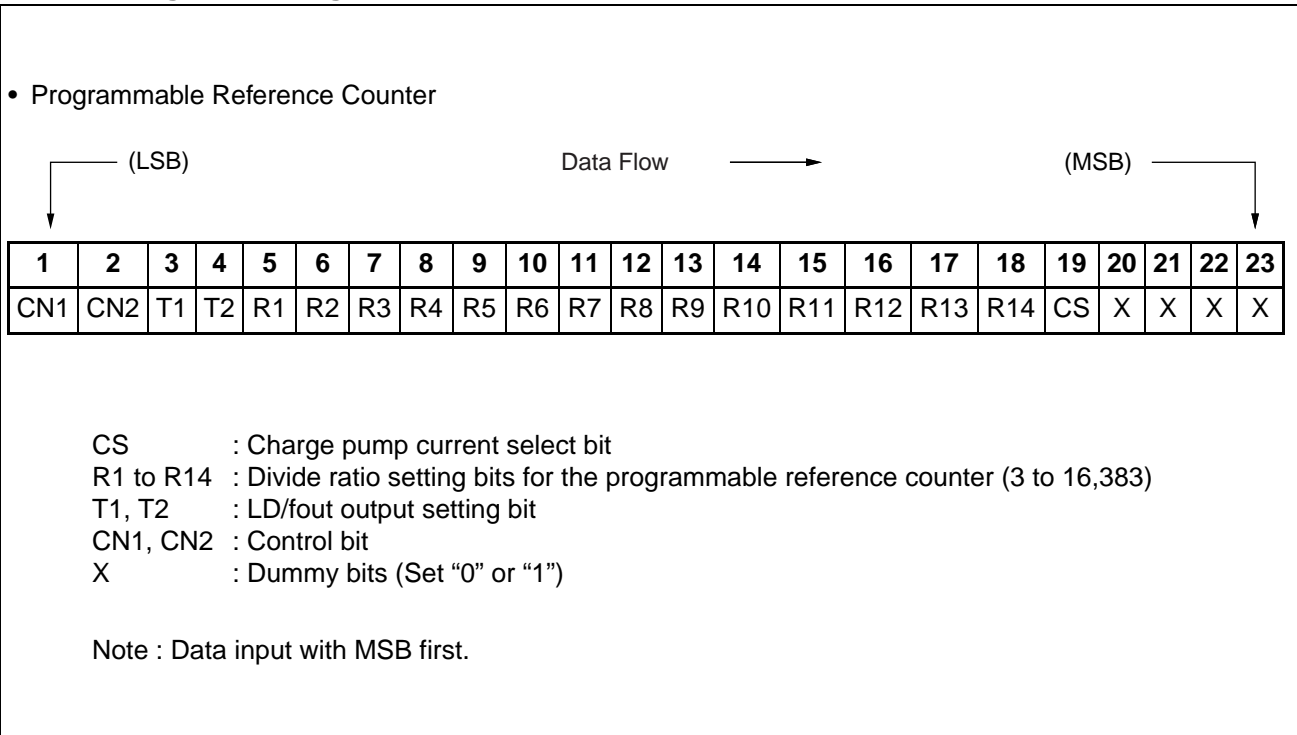 • Programmable Reference Counter
(LSB) Data Flow (MSB)
1 2 3 4 5 6 7 8 9 10 11 12 13 14 15 16 17 18 19 20 21 22 23
CN1 CN2 T1 T2 R1 R2 R3 R4 R5 R6 R7 R8 R9 R10 R11 R12 R13 R14 CS X X X X
CS : Charge pump current select bit
R1 to R14 : Divide ratio setting bits for the programmable reference counter (3 to 16,383)
T1, T2 : LD/fout output setting bit
CN1, CN2 : Control bit
X : Dummy bits (Set “0” or “1”)
Note : Data input with MSB first.